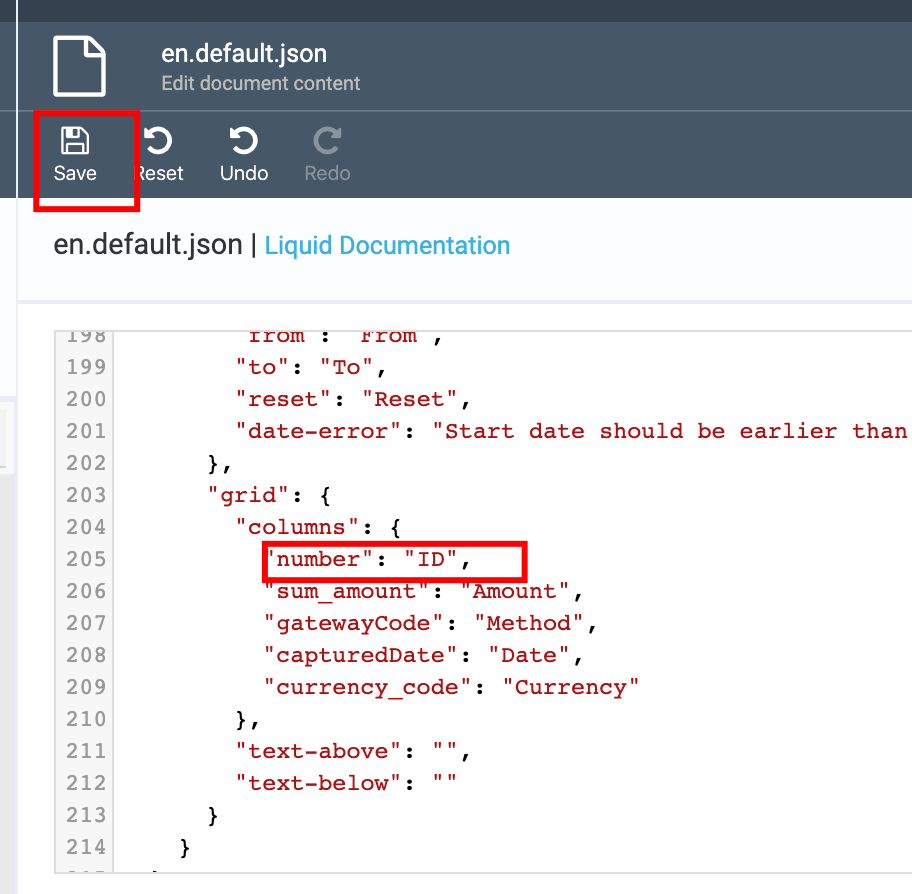 en.default.json
Edit document content
Save Reset Undo Redo
en.default.json | Liquid Documentation
198 "from": "From",
199 "to": "To",
200 "reset": "Reset",
201 "date-error": "Start date should be earlier than
202 },
203 "grid": {
204 "columns": {
205 "number": "ID",
206 "sum_amount": "Amount",
207 "gatewayCode": "Method",
208 "capturedDate": "Date",
209 "currency_code": "Currency"
210 },
211 "text-above": "",
212 "text-below": ""
213 }
214 }